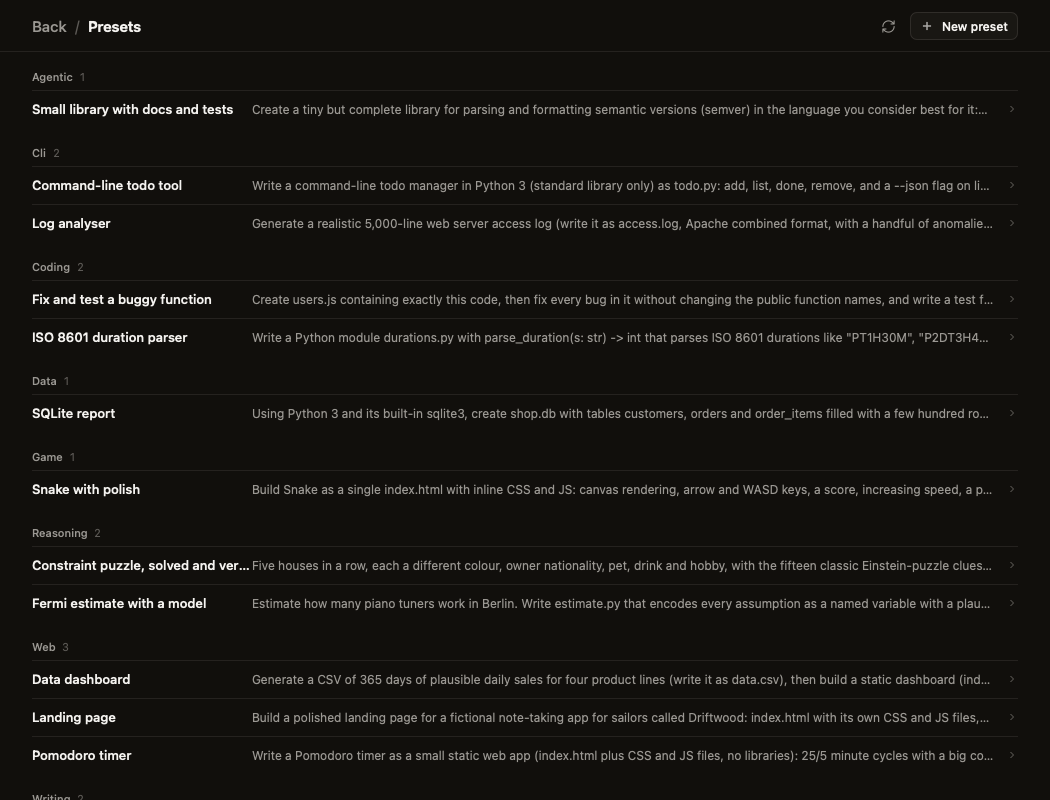 Back / Presets
+ New preset
Agentic 1
Small library with docs and tests Create a tiny but complete library for parsing and formatting semantic versions (semver) in the language you consider best for it:...
Cli 2
Command-line todo tool Write a command-line todo manager in Python 3 (standard library only) as todo.py: add, list, done, remove, and a --json flag on li...
Log analyser Generate a realistic 5,000-line web server access log (write it as access.log, Apache combined format, with a handful of anomalie...
Coding 2
Fix and test a buggy function Create users.js containing exactly this code, then fix every bug in it without changing the public function names, and write a test f...
ISO 8601 duration parser Write a Python module durations.py with parse_duration(s: str) -> int that parses ISO 8601 durations like "PT1H30M", "P2DT3H4...
Data 1
SQLite report Using Python 3 and its built-in sqlite3, create shop.db with tables customers, orders and order_items filled with a few hundred ro...
Game 1
Snake with polish Build Snake as a single index.html with inline CSS and JS: canvas rendering, arrow and WASD keys, a score, increasing speed, a p...
Reasoning 2
Constraint puzzle, solved and ver... Five houses in a row, each a different colour, owner nationality, pet, drink and hobby, with the fifteen classic Einstein-puzzle clues...
Fermi estimate with a model Estimate how many piano tuners work in Berlin. Write estimate.py that encodes every assumption as a named variable with a plau...
Web 3
Data dashboard Generate a CSV of 365 days of plausible daily sales for four product lines (write it as data.csv), then build a static dashboard (ind...
Landing page Build a polished landing page for a fictional note-taking app for sailors called Driftwood: index.html with its own CSS and JS files,...
Pomodoro timer Write a Pomodoro timer as a small static web app (index.html plus CSS and JS files, no libraries): 25/5 minute cycles with a big co...
Writing 2